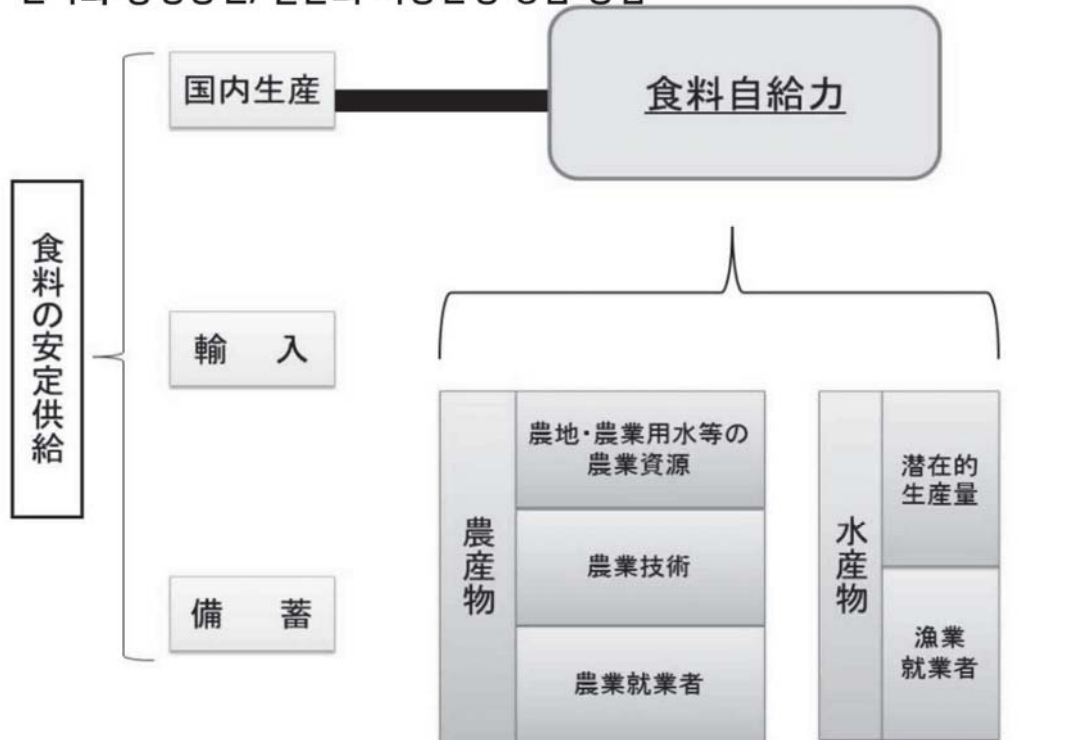 食料の安定供給
国内生産
輸 入
備 蓄
食料自給力
農産物
農地・農業用水等の
農業資源
農業技術
農業就業者
水産物
潜在的
生産量
漁業
就業者